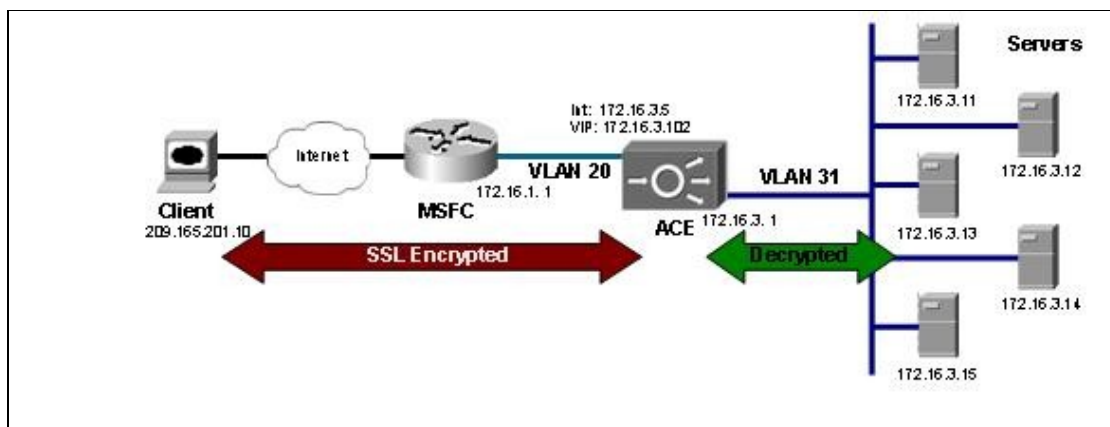 Servers
172.16.3.11
Int: 172.16.3.5
VIP: 172.16.3.102
Internet
VLAN 20
VLAN 31
172.16.3.12
172.16.1.1
Client
MSFC
ACE
172.16.3.1
172.16.3.13
209.165.201.10
SSL Encrypted
Decrypted
172.16.3.14
172.16.3.15